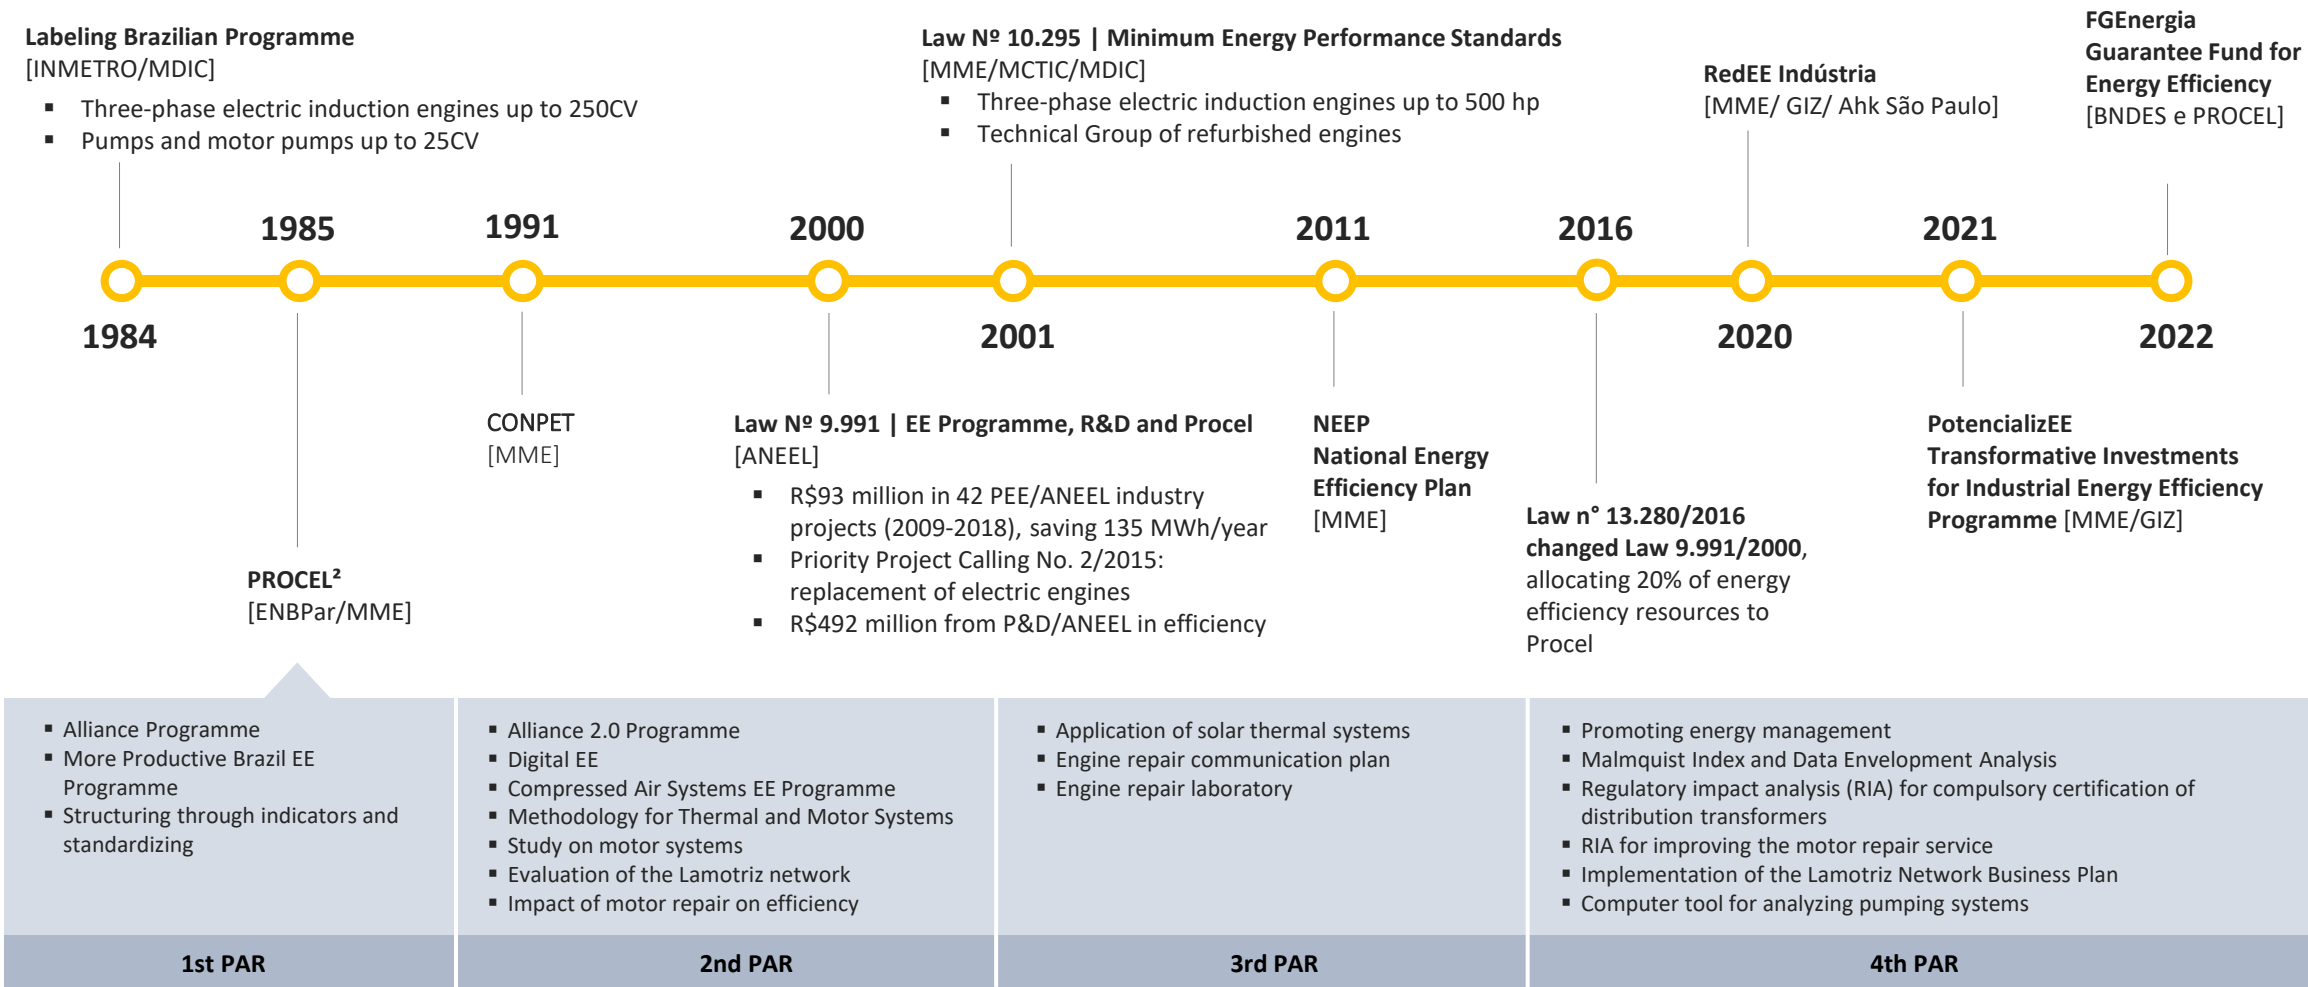 Labeling Brazilian Programme
[INMETRO/MDIC]
▪ Three-phase electric induction engines up to 250CV
▪ Pumps and motor pumps up to 25CV
Law Nº 10.295 | Minimum Energy Performance Standards
[MME/MCTIC/MDIC]
▪ Three-phase electric induction engines up to 500 hp
▪ Technical Group of refurbished engines
RedEE Indústria
[MME/ GIZ/ Ahk São Paulo]
FGEnergia
Guarantee Fund for
Energy Efficiency
[BNDES e PROCEL]
1985
1991
2000
2011
2016
2021
1984
2001
2020
2022
PROCEL²
[ENBPar/MME]
CONPET
[MME]
Law Nº 9.991 | EE Programme, R&D and Procel
[ANEEL]
▪ R$93 million in 42 PEE/ANEEL industry
projects (2009-2018), saving 135 MWh/year
▪ Priority Project Calling No. 2/2015:
replacement of electric engines
▪ R$492 million from P&D/ANEEL in efficiency
NEEP
National Energy
Efficiency Plan
[MME]
Law n° 13.280/2016
changed Law 9.991/2000,
allocating 20% of energy
efficiency resources to
Procel
PotencializEE
Transformative Investments
for Industrial Energy Efficiency
Programme [MME/GIZ]
▪ Alliance Programme
▪ More Productive Brazil EE
Programme
▪ Structuring through indicators and
standardizing
1st PAR
▪ Alliance 2.0 Programme
▪ Digital EE
▪ Compressed Air Systems EE Programme
▪ Methodology for Thermal and Motor Systems
▪ Study on motor systems
▪ Evaluation of the Lamotriz network
▪ Impact of motor repair on efficiency
2nd PAR
▪ Application of solar thermal systems
▪ Engine repair communication plan
▪ Engine repair laboratory
3rd PAR
▪ Promoting energy management
▪ Malmquist Index and Data Envelopment Analysis
▪ Regulatory impact analysis (RIA) for compulsory certification of
distribution transformers
▪ RIA for improving the motor repair service
▪ Implementation of the Lamotriz Network Business Plan
▪ Computer tool for analyzing pumping systems
4th PAR